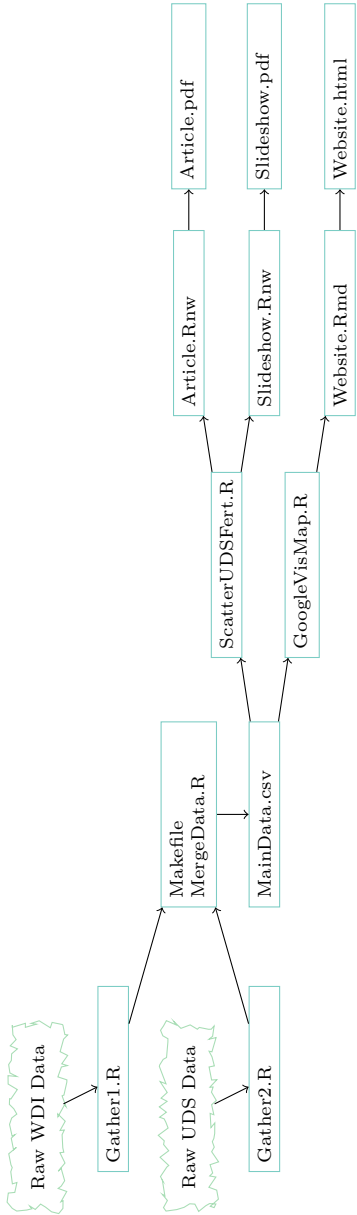 Raw WDI Data
Gather1.R
Raw UDS Data
Gather2.R
Makefile
MergeData.R
MainData.csv
ScatterUDSFert.R
GoogleVisMap.R
Article.Rnw
Slideshow.Rnw
Website.Rmd
Article.pdf
Slideshow.pdf
Website.html